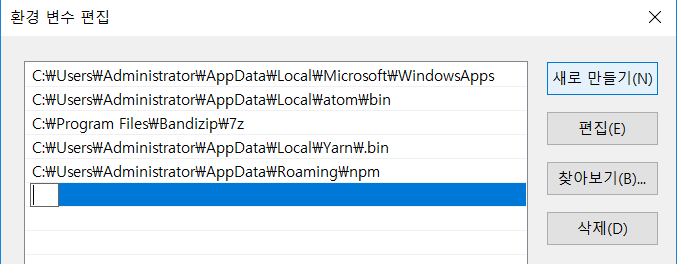 환경 변수 편집
C:₩Users₩Administrator₩AppData₩Local₩Microsoft₩WindowsApps
새로 만들기(N)
C:₩Users₩Administrator₩AppData₩Local₩atom₩bin
C:₩Program Files₩Bandizip₩7z
편집(E)
C:₩Users₩Administrator₩AppData₩Local₩Yarn₩.bin
C:₩Users₩Administrator₩AppData₩Roaming₩npm
찾아보기(B)...
삭제(D)